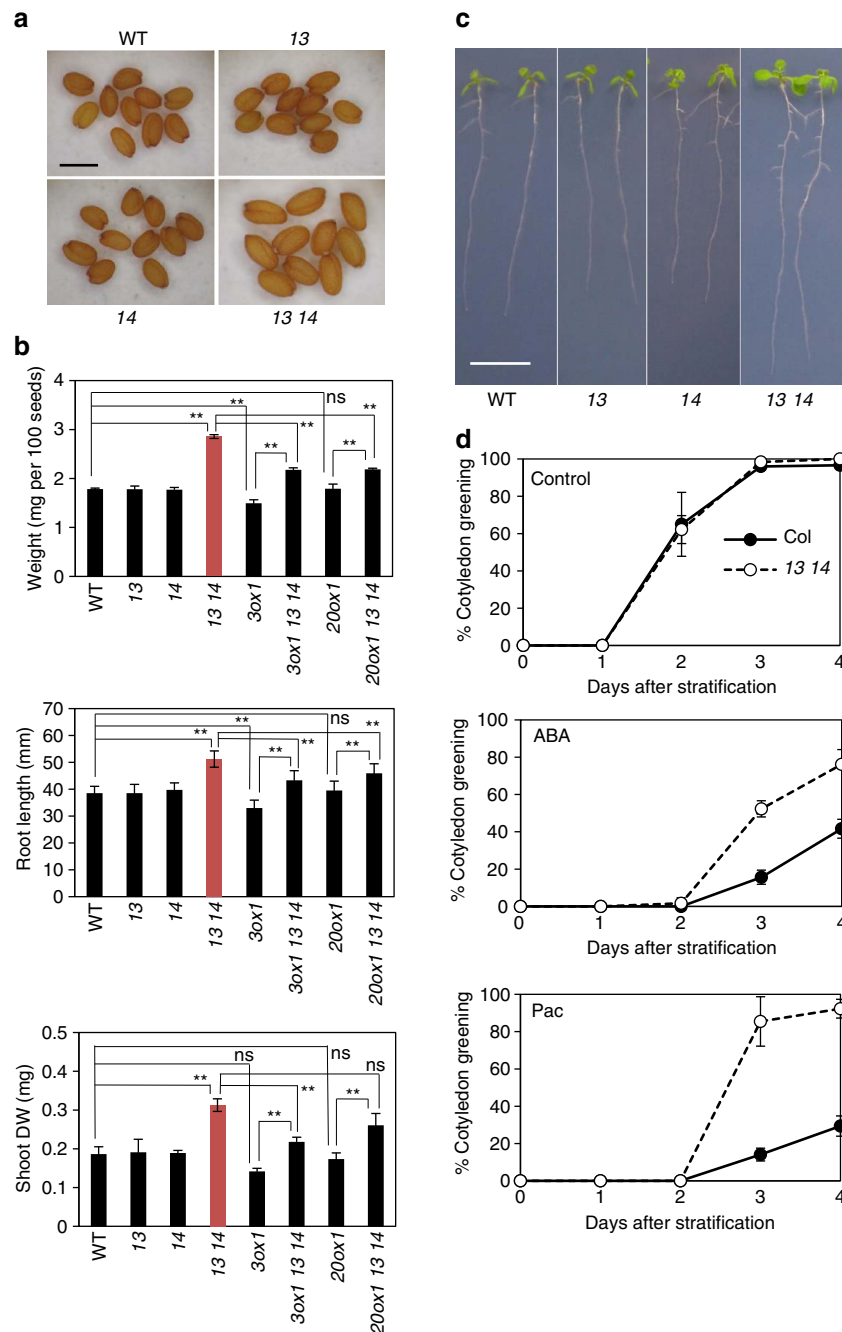 a
WT
13
14
13 14
b
Weight (mg per 100 seeds)
4
3
2
1
0
**
**
**
**
**
ns
**
WT
13
14
13 14
3ox1
3ox1 13 14
20ox1
20ox1 13 14
Root length (mm)
70
60
50
40
30
20
10
0
**
**
**
**
**
ns
**
WT
13
14
13 14
3ox1
3ox1 13 14
20ox1
20ox1 13 14
Shoot DW (mg)
0.5
0.4
0.3
0.2
0.1
0
**
ns
**
**
ns
**
ns
WT
13
14
13 14
3ox1
3ox1 13 14
20ox1
20ox1 13 14
c
WT
13
14
13 14
d
Control
% Cotyledon greening
100
80
60
40
20
0
Col
13 14
0 1 2 3 4
Days after stratification
ABA
% Cotyledon greening
100
80
60
40
20
0
0 1 2 3 4
Days after stratification
Pac
% Cotyledon greening
100
80
60
40
20
0
0 1 2 3 4
Days after stratification